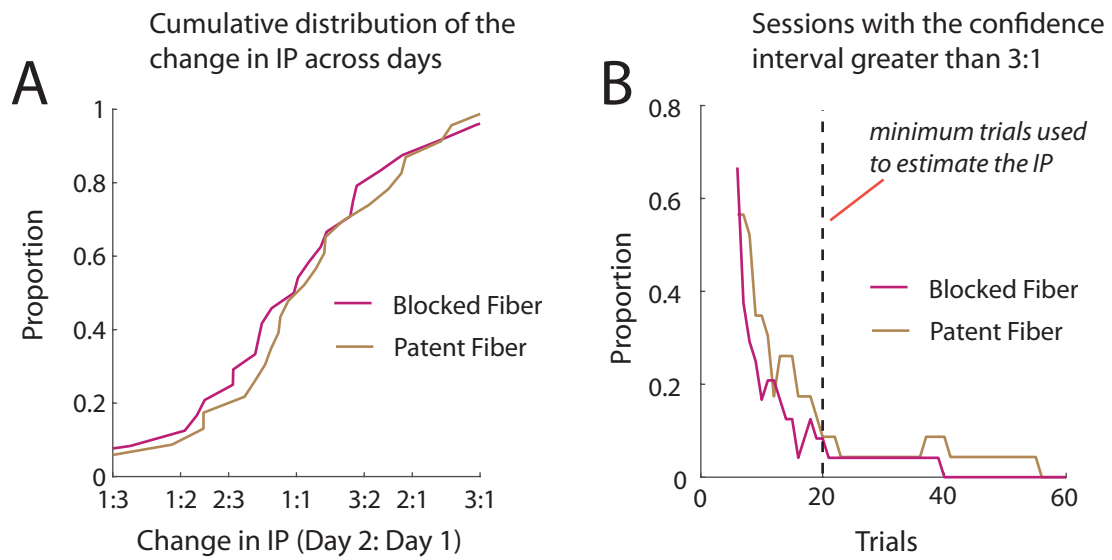 Cumulative distribution of the
change in IP across days
A
1
0.8
0.6
0.4
0.2
0
Proportion
Blocked Fiber
Patent Fiber
1:3 1:2 2:3 1:1 3:2 2:1 3:1
Change in IP (Day 2: Day 1)
Sessions with the confidence
interval greater than 3:1
B
0.8
0.6
0.4
0.2
0
Proportion
minimum trials used
to estimate the IP
Blocked Fiber
Patent Fiber
0 20 40 60
Trials